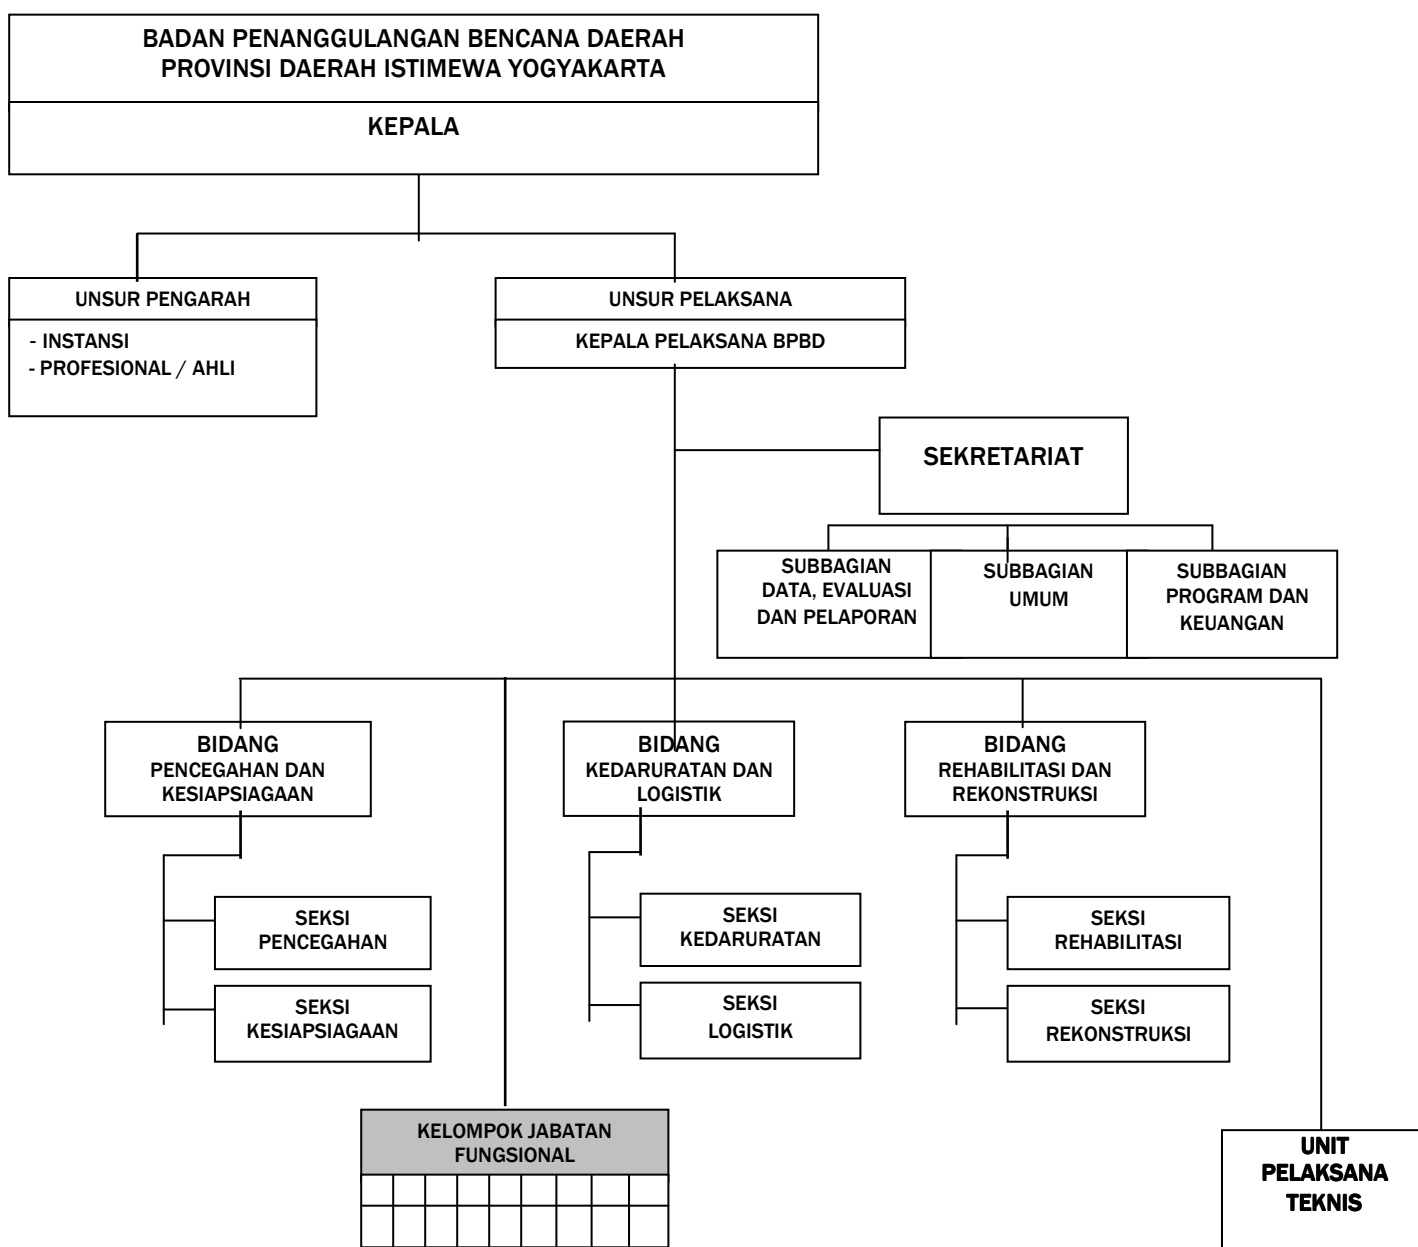 BADAN PENANGGULANGAN BENCANA DAERAH
PROVINSI DAERAH ISTIMEWA YOGYAKARTA
KEPALA
UNSUR PENGARAH
- INSTANSI
- PROFESIONAL / AHLI
UNSUR PELAKSANA
KEPALA PELAKSANA BPBD
SEKRETARIAT
SUBBAGIAN
DATA, EVALUASI
DAN PELAPORAN
SUBBAGIAN
UMUM
SUBBAGIAN
PROGRAM DAN
KEUANGAN
BIDANG
PENCEGAHAN DAN
KESIAPSIAGAAN
BIDANG
KEDARURATAN DAN
LOGISTIK
BIDANG
REHABILITASI DAN
REKONSTRUKSI
SEKSI
PENCEGAHAN
SEKSI
KESIAPSIAGAAN
SEKSI
KEDARURATAN
SEKSI
LOGISTIK
SEKSI
REHABILITASI
SEKSI
REKONSTRUKSI
KELOMPOK JABATAN
FUNGSIONAL
UNIT
PELAKSANA
TEKNIS